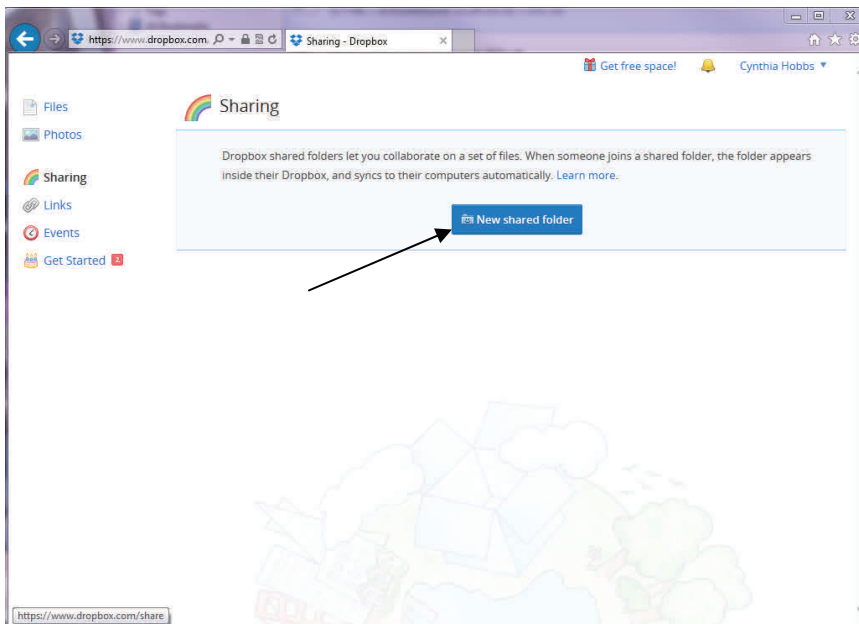 https://www.dropbox.com.
Sharing - Dropbox
Get free space!
Cynthia Hobbs
Files
Photos
Sharing
Links
Events
Get Started 2
Sharing
Dropbox shared folders let you collaborate on a set of files. When someone joins a shared folder, the folder appears
inside their Dropbox, and syncs to their computers automatically. Learn more.
New shared folder
https://www.dropbox.com/share